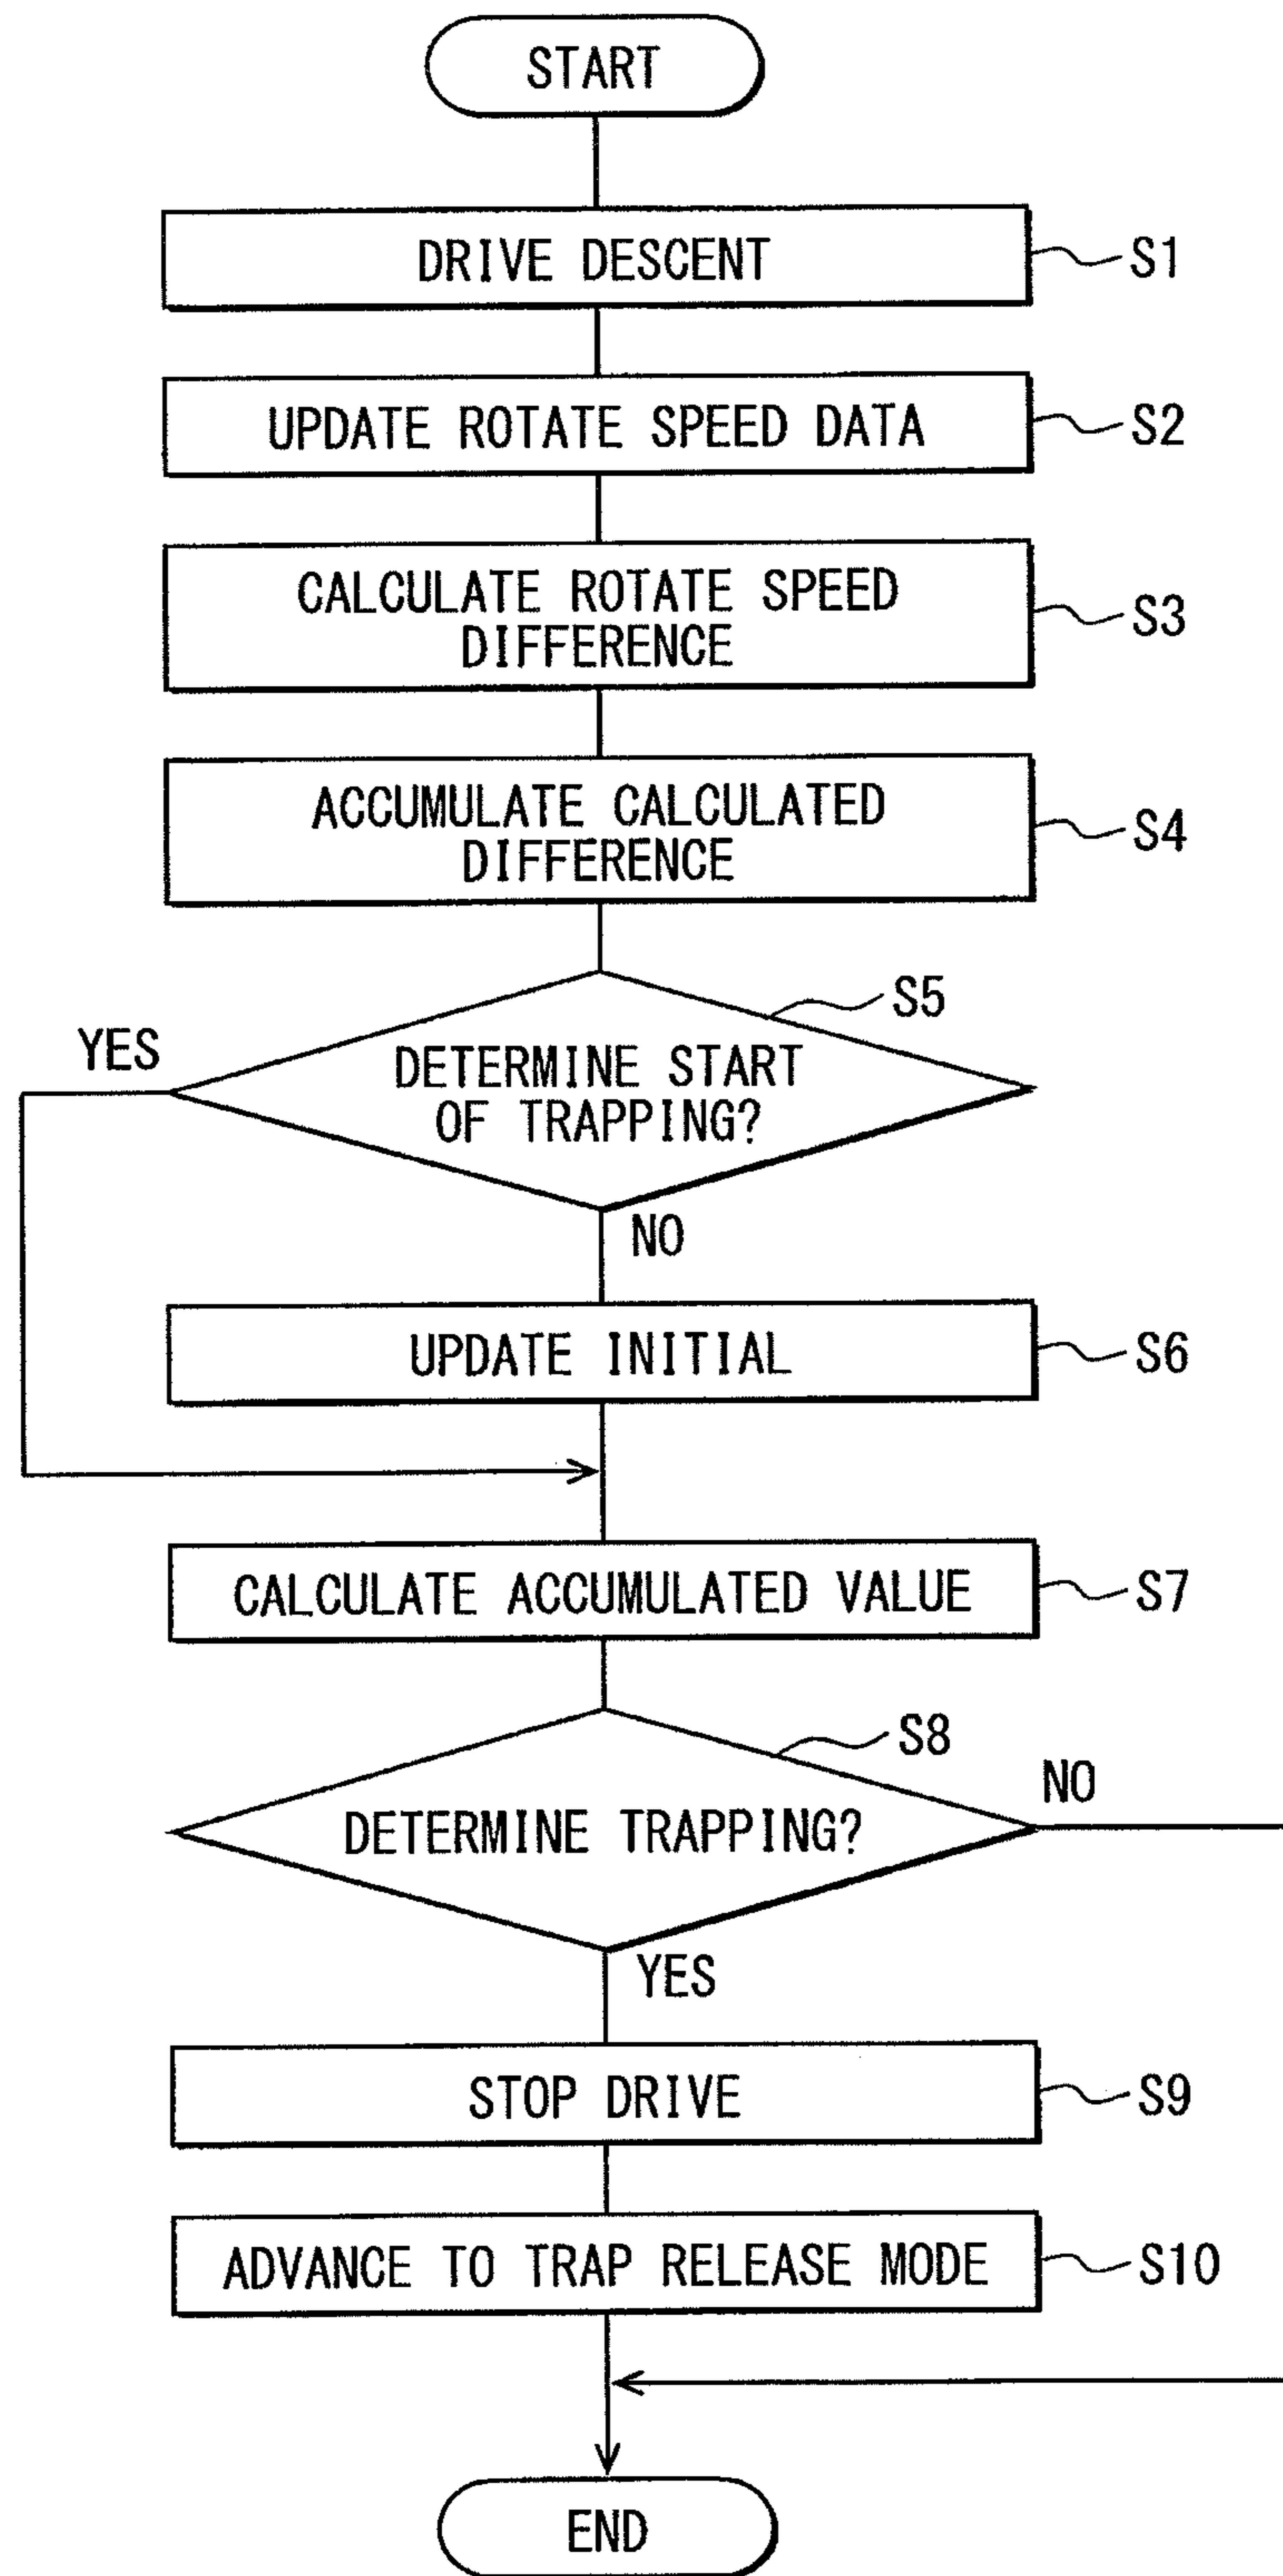 START
DRIVE DESCENT
S1
UPDATE ROTATE SPEED DATA
S2
CALCULATE ROTATE SPEED
DIFFERENCE
S3
ACCUMULATE CALCULATED
DIFFERENCE
S4
S5
YES
DETERMINE START
OF TRAPPING?
NO
UPDATE INITIAL
S6
CALCULATE ACCUMULATED VALUE
S7
S8
NO
DETERMINE TRAPPING?
YES
STOP DRIVE
S9
ADVANCE TO TRAP RELEASE MODE
S10
END